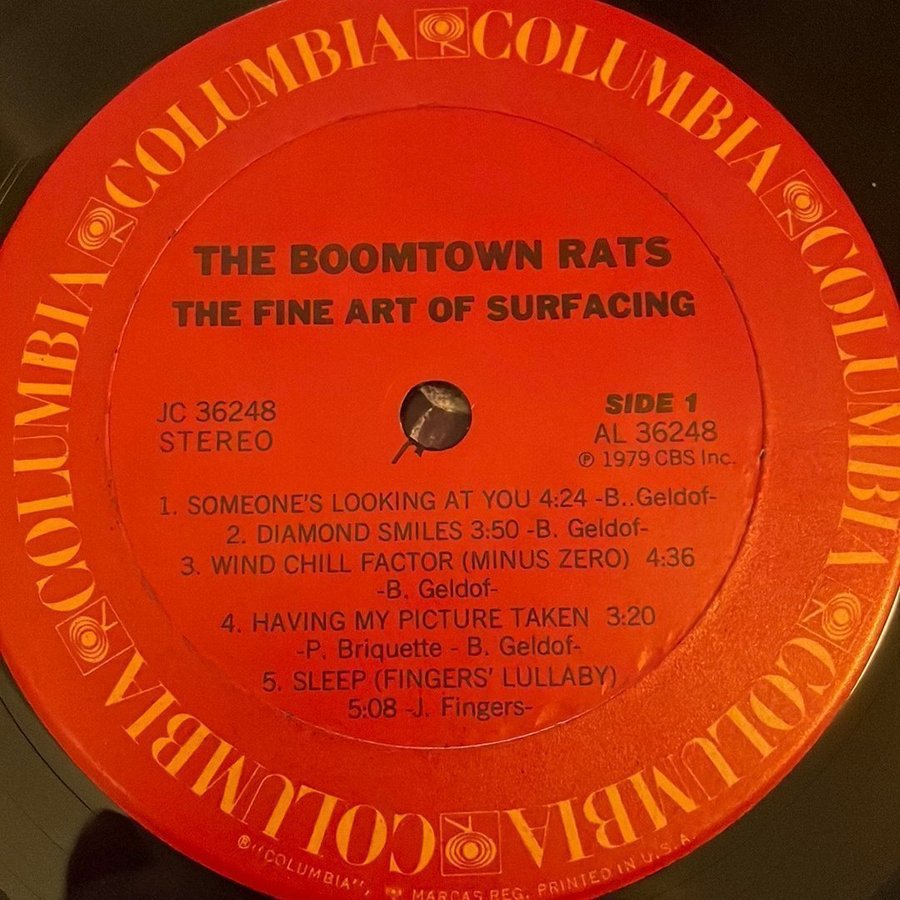 COLUMBIA COLUMBIA COLUMBIA COLUMBIA COLUMBIA COLUMBIA COLUMBIA COLUMBIA
THE BOOMTOWN RATS
THE FINE ART OF SURFACING
JC 36248
STEREO
SIDE 1
AL 36248
℗ 1979 CBS Inc.
1. SOMEONE'S LOOKING AT YOU 4:24 -B..Geldof-
2. DIAMOND SMILES 3:50 -B. Geldof-
3. WIND CHILL FACTOR (MINUS ZERO) 4:36
-B. Geldof-
4. HAVING MY PICTURE TAKEN 3:20
-P. Briquette - B. Geldof-
5. SLEEP (FINGERS' LULLABY)
5:08 -J. Fingers-
® "COLUMBIA", MARCAS REG. PRINTED IN U.S.A.